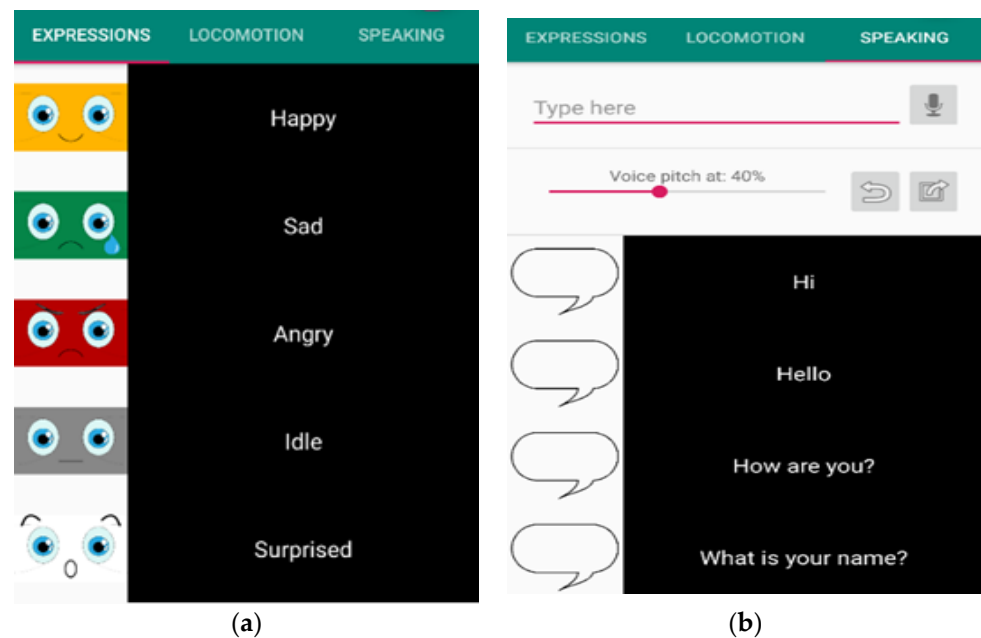 EXPRESSIONS LOCOMOTION SPEAKING
Happy
Sad
Angry
Idle
Surprised
(a)
EXPRESSIONS LOCOMOTION SPEAKING
Type here
Voice pitch at: 40%
Hi
Hello
How are you?
What is your name?
(b)